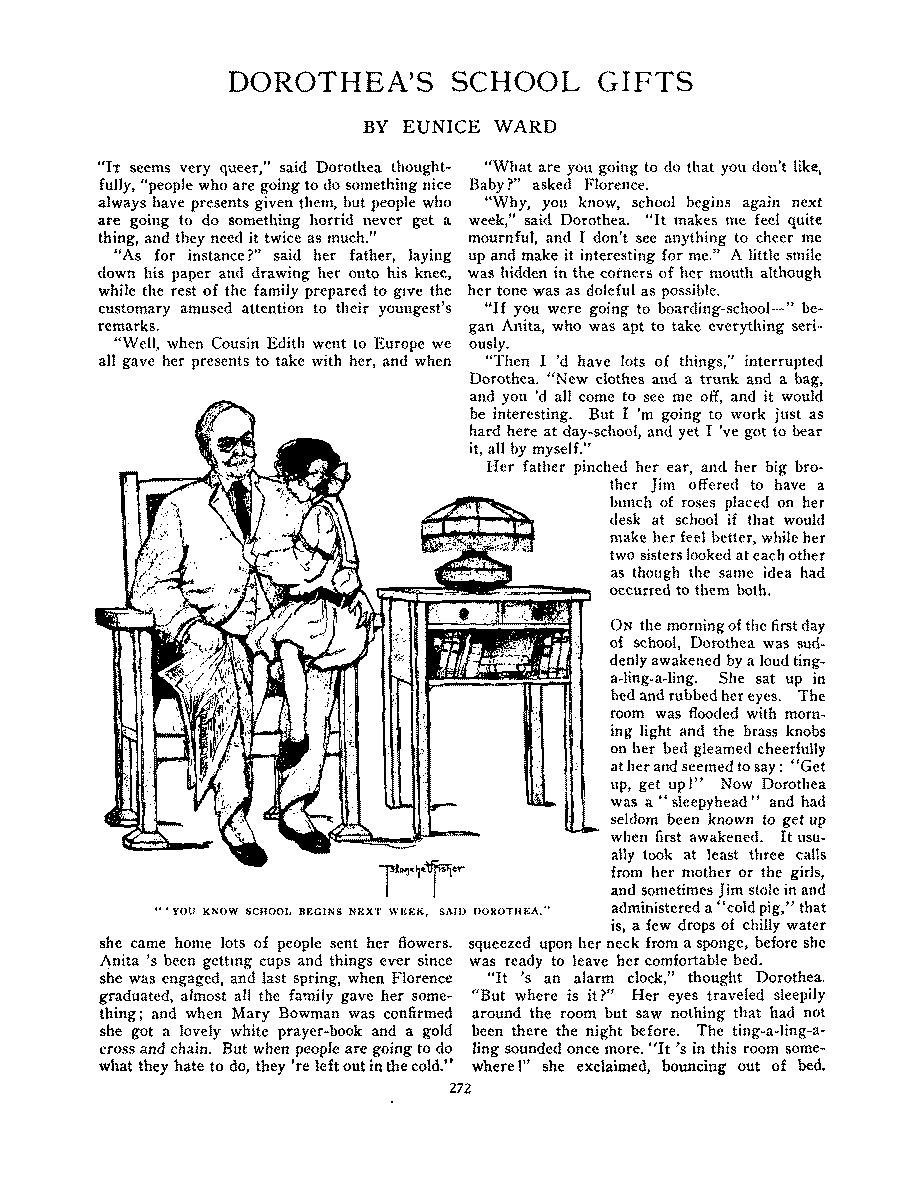 DOROTHEA'S SCHOOL GIFTS
BY EUNICE WARD
"IT seems very queer," said Dorothea thought-
fully, "people who are going to do something nice
always have presents given them, but people who
are going to do something horrid never get a
thing, and they need it twice as much."
"As for instance?" said her father, laying
down his paper and drawing her onto his knee,
while the rest of the family prepared to give the
customary amused attention to their youngest's
remarks.
"Well, when Cousin Edith went to Europe we
all gave her presents to take with her, and when
she came home lots of people sent her flowers.
Anita 's been getting cups and things ever since
she was engaged, and last spring, when Florence
graduated, almost all the family gave her some-
thing; and when Mary Bowman was confirmed
she got a lovely white prayer-book and a gold
cross and chain. But when people are going to do
what they hate to do, they 're left out in the cold."
"What are you going to do that you don't like,
Baby?" asked Florence.
"Why, you know, school begins again next
week," said Dorothea. "It makes me feel quite
mournful, and I don't see anything to cheer me
up and make it interesting for me." A little smile
was hidden in the corners of her mouth although
her tone was as doleful as possible.
"If you were going to boarding-school—" be-
gan Anita, who was apt to take everything seri-
ously.
"Then I 'd have lots of things," interrupted
Dorothea. "New clothes and a trunk and a bag,
and you 'd all come to see me off, and it would
be interesting. But I 'm going to work just as
hard here at day-school, and yet I 've got to bear
it, all by myself."
Her father pinched her ear, and her big bro-
ther Jim offered to have a
bunch of roses placed on her
desk at school if that would
make her feel better, while her
two sisters looked at each other
as though the same idea had
occurred to them both.
ON the morning of the first day
of school, Dorothea was sud-
denly awakened by a loud ting-
a-ling-a-ling. She sat up in
bed and rubbed her eyes. The
room was flooded with morn-
ing light and the brass knobs
on her bed gleamed cheerfully
at her and seemed to say: "Get
up, get up!" Now Dorothea
was a "sleepyhead" and had
seldom been known to get up
when first awakened. It usu-
ally took at least three calls
from her mother or the girls,
and sometimes Jim stole in and
administered a "cold pig," that
is, a few drops of chilly water
squeezed upon her neck from a sponge, before she
was ready to leave her comfortable bed.
"It 's an alarm clock," thought Dorothea.
"But where is it?" Her eyes traveled sleepily
around the room but saw nothing that had not
been there the night before. The ting-a-ling-a-
ling sounded once more. "It 's in this room some-
where!" she exclaimed, bouncing out of bed.
Blanche Fisher
"'YOU KNOW SCHOOL BEGINS NEXT WEEK, SAID DOROTHEA."
272